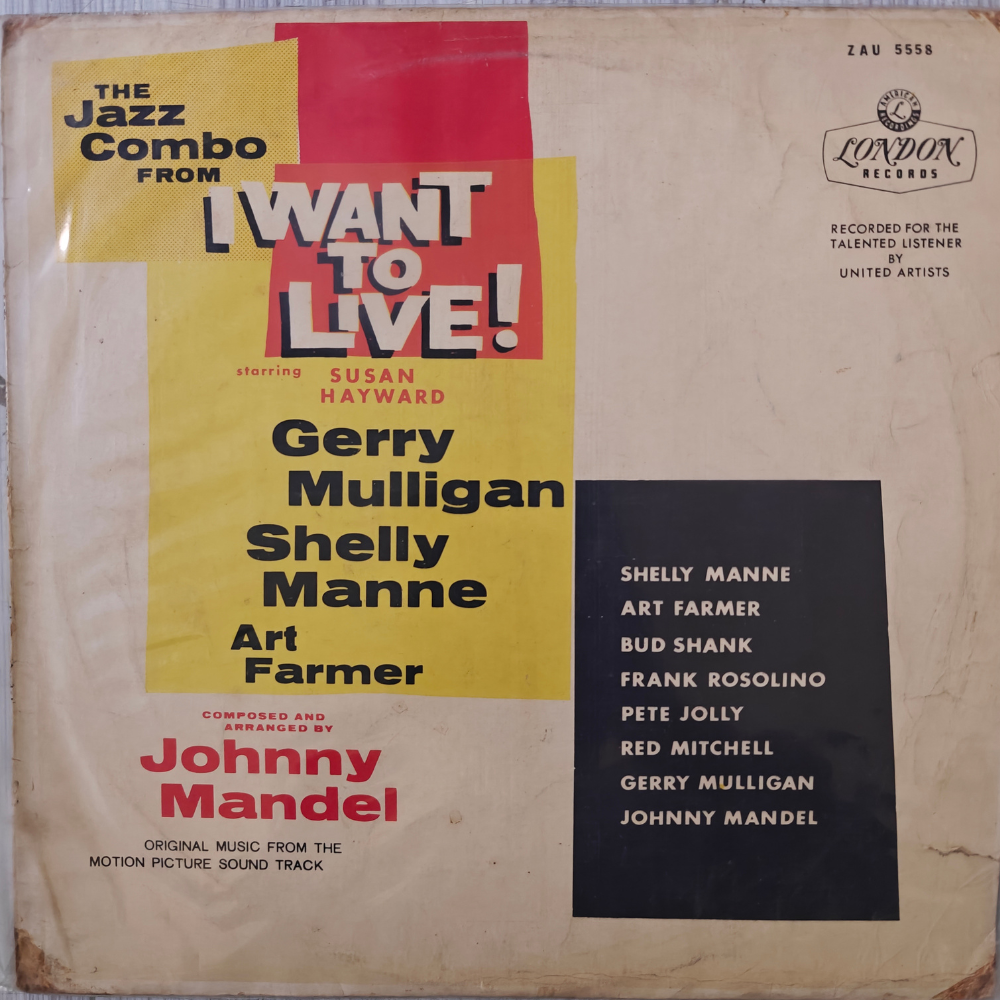 ZAU 5558
AMERICAN
L
RECORDINGS
LONDON
RECORDS
RECORDED FOR THE
TALENTED LISTENER
BY
UNITED ARTISTS
THE
Jazz
Combo
FROM
I WANT
TO
LIVE!
starring SUSAN
HAYWARD
Gerry
Mulligan
Shelly
Manne
Art
Farmer
COMPOSED AND
ARRANGED BY
Johnny
Mandel
ORIGINAL MUSIC FROM THE
MOTION PICTURE SOUND TRACK
SHELLY MANNE
ART FARMER
BUD SHANK
FRANK ROSOLINO
PETE JOLLY
RED MITCHELL
GERRY MULLIGAN
JOHNNY MANDEL